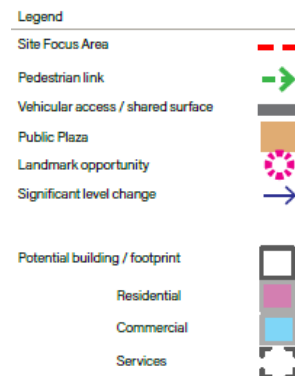 Legend
Site Focus Area
Pedestrian link
Vehicular access / shared surface
Public Plaza
Landmark opportunity
Significant level change
Potential building / footprint
Residential
Commercial
Services